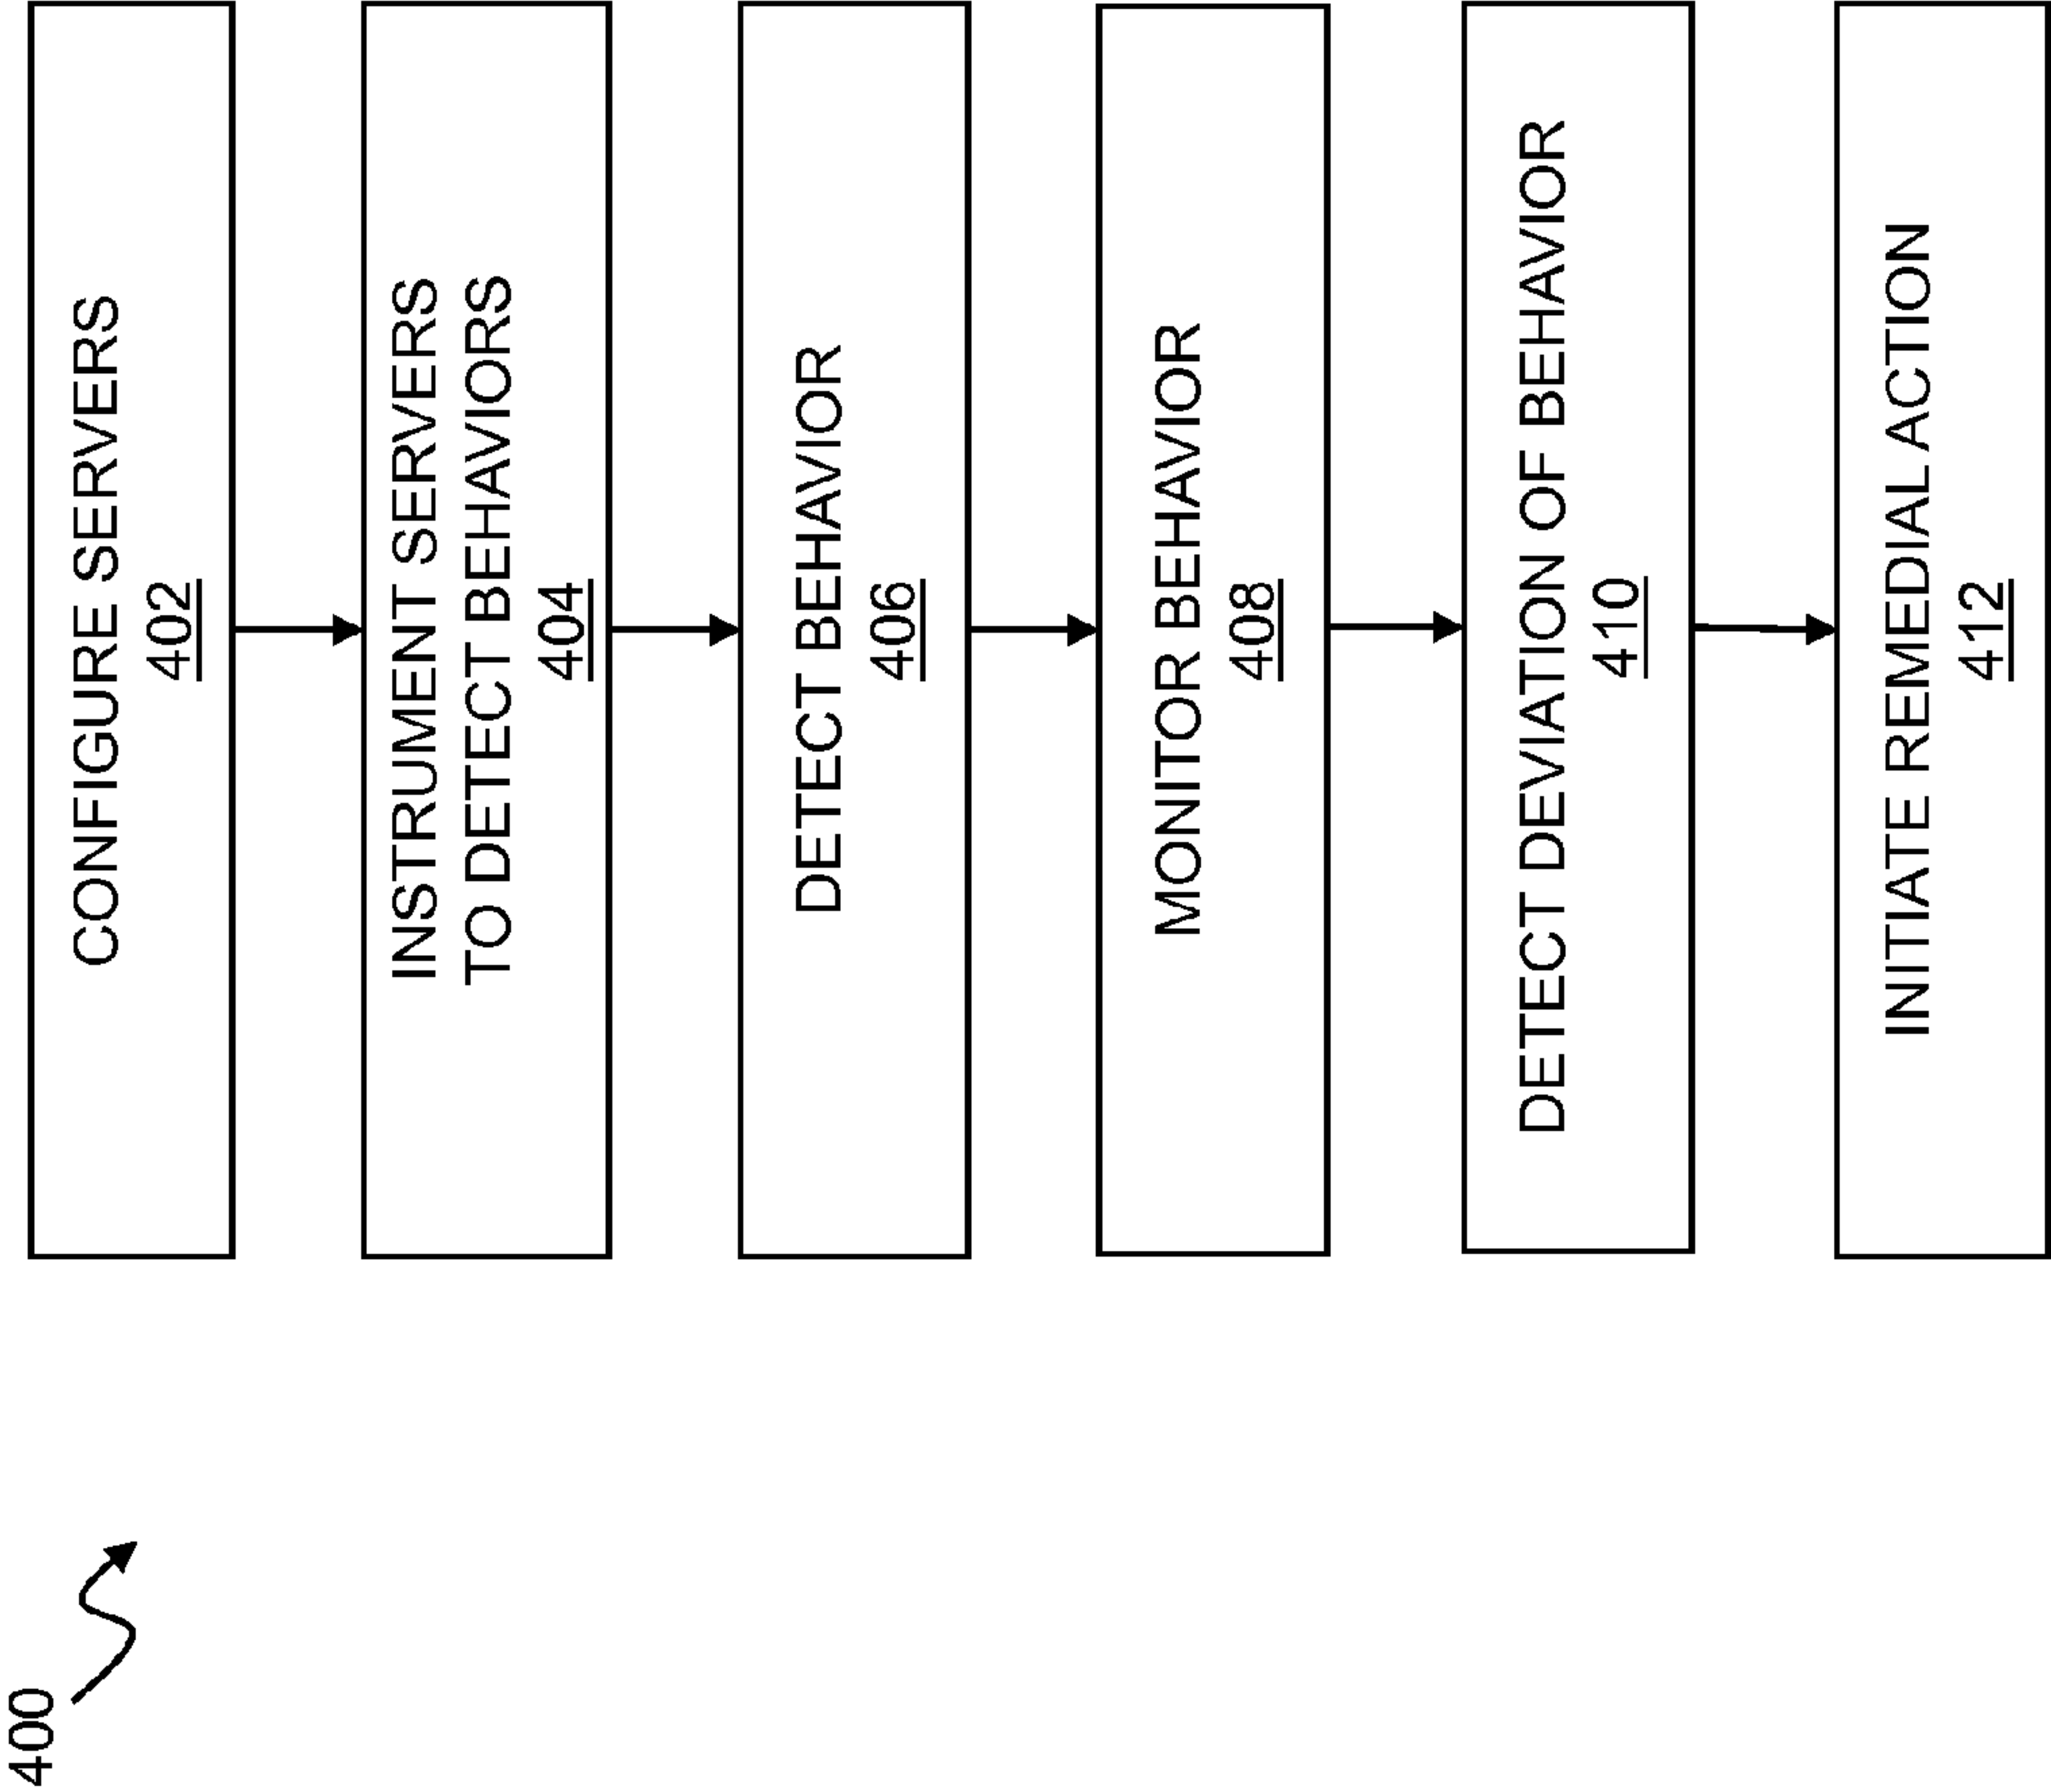 400
CONFIGURE SERVERS
402
INSTRUMENT SERVERS
TO DETECT BEHAVIORS
404
DETECT BEHAVIOR
406
MONITOR BEHAVIOR
408
DETECT DEVIATION OF BEHAVIOR
410
INITIATE REMEDIAL ACTION
412